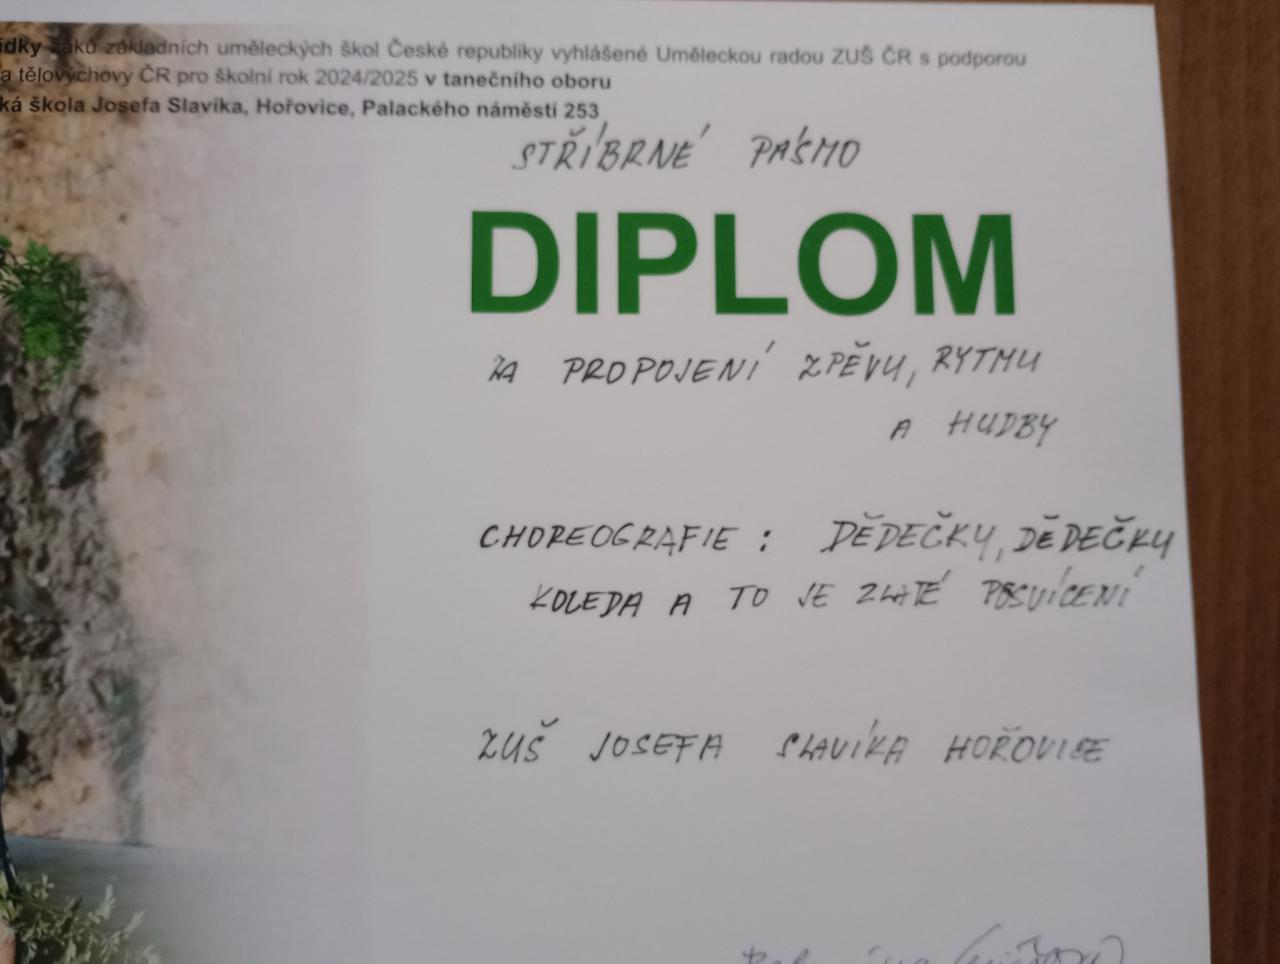 ídky žáků základních uměleckých škol České republiky vyhlášené Uměleckou radou ZUŠ ČR s podporou
a tělovýchovy ČR pro školní rok 2024/2025 v tanečního oboru
ká škola Josefa Slavíka, Hořovice, Palackého náměstí 253
STŘÍBRNÉ PÁSMO
DIPLOM
ZA PROPOJENÍ ZPĚVU, RYTMU
A HUDBY
CHOREOGRAFIE : DĚDEČKY, DĚDEČKY
KOLEDA A TO JE ZLATÉ POSVÍCENÍ
ZUŠ JOSEFA SLAVÍKA HOŘOVICE